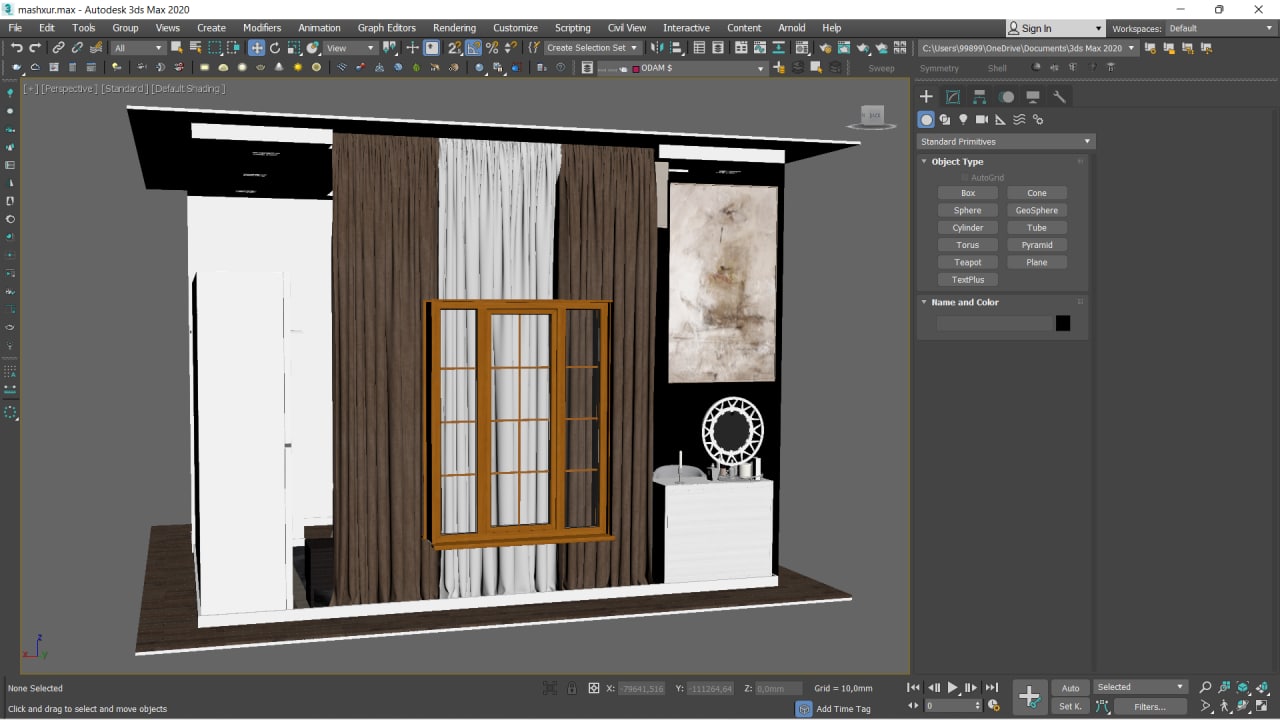 mashxur.max - Autodesk 3ds Max 2020
File Edit Tools Group Views Create Modifiers Animation Graph Editors Rendering Customize Scripting Civil View Interactive Content Arnold Help
Sign In Workspaces: Default
All View Create Selection Set C:\Users\99899\OneDrive\Documents\3ds Max 2020
ODAM $ Sweep Symmetry Shell
[+] [Perspective] [Standard] [Default Shading]
Standard Primitives
Object Type
AutoGrid
Box Cone
Sphere GeoSphere
Cylinder Tube
Torus Pyramid
Teapot Plane
TextPlus
Name and Color
z
x y
None Selected X: -79641,516 Y: -111264,64 Z: 0,0mm Grid = 10,0mm Auto Selected
Click and drag to select and move objects Add Time Tag 0 Set K. Filters...